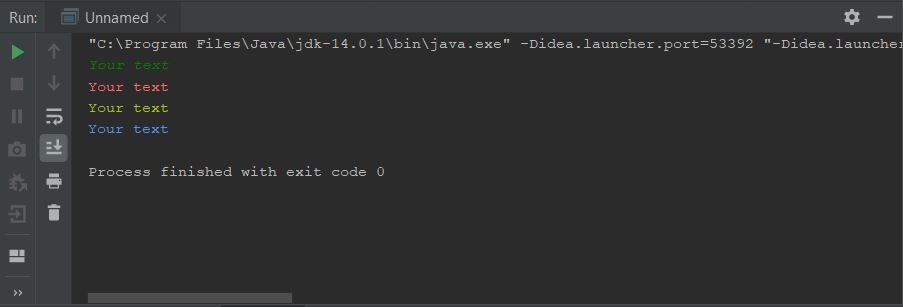 Run: Unnamed
"C:\Program Files\Java\jdk-14.0.1\bin\java.exe" -Didea.launcher.port=53392 "-Didea.launcher
Your text
Your text
Your text
Your text
Process finished with exit code 0